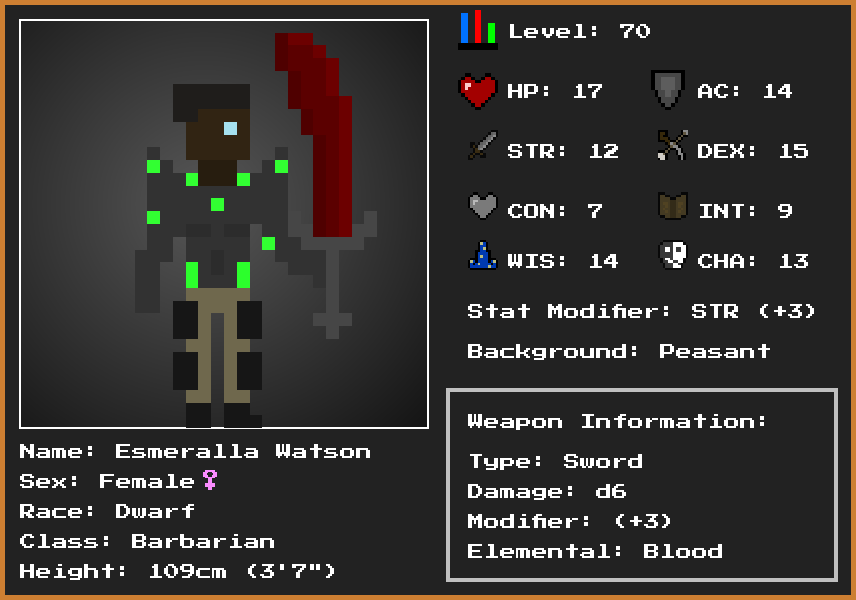 Level: 70
HP: 17
AC: 14
STR: 12
DEX: 15
CON: 7
INT: 9
WIS: 14
CHA: 13
Stat Modifier: STR (+3)
Background: Peasant
Weapon Information:
Type: Sword
Damage: d6
Modifier: (+3)
Elemental: Blood
Name: Esmeralla Watson
Sex: Female♀
Race: Dwarf
Class: Barbarian
Height: 109cm (3'7")